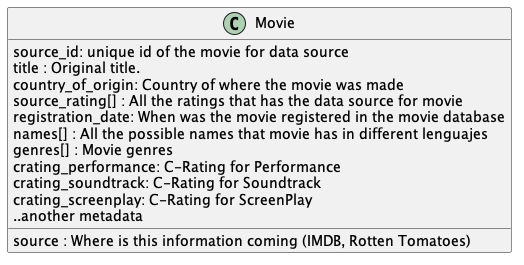 C Movie
source_id: unique id of the movie for data source
title : Original title.
country_of_origin: Country of where the movie was made
source_rating[] : All the ratings that has the data source for movie
registration_date: When was the movie registered in the movie database
names[] : All the possible names that movie has in different lenguajes
genres[] : Movie genres
crating_performance: C-Rating for Performance
crating_soundtrack: C-Rating for Soundtrack
crating_screenplay: C-Rating for ScreenPlay
..another metadata
source : Where is this information coming (IMDB, Rotten Tomatoes)